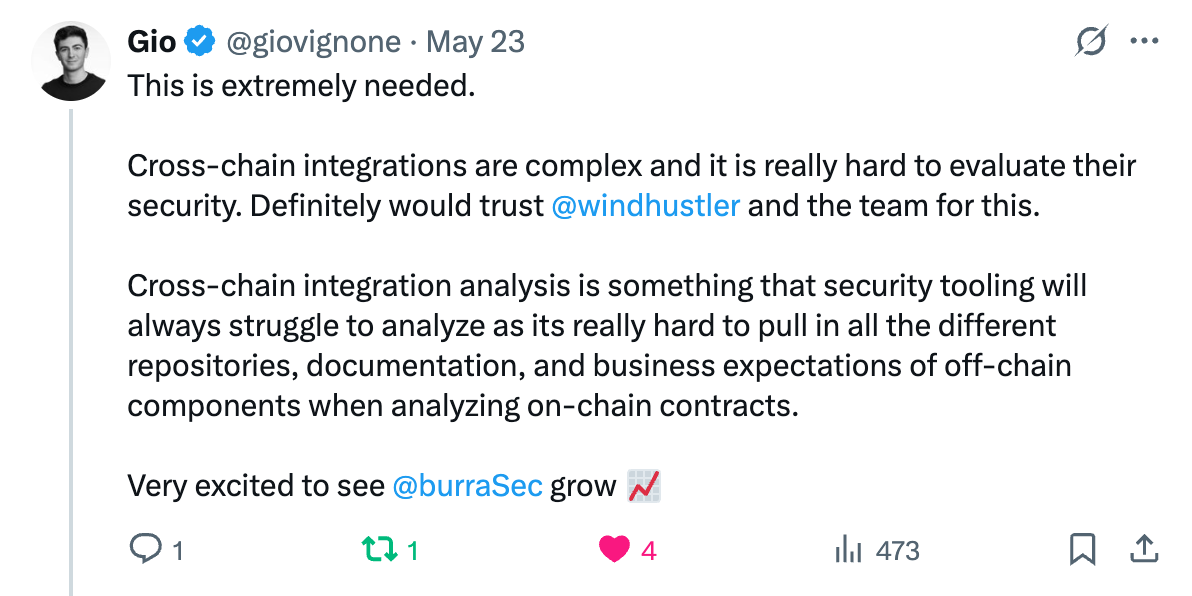 Gio @giovignone · May 23
This is extremely needed.
Cross-chain integrations are complex and it is really hard to evaluate their
security. Definitely would trust @windhustler and the team for this.
Cross-chain integration analysis is something that security tooling will
always struggle to analyze as its really hard to pull in all the different
repositories, documentation, and business expectations of off-chain
components when analyzing on-chain contracts.
Very excited to see @burraSec grow 📈
1 1 4 473